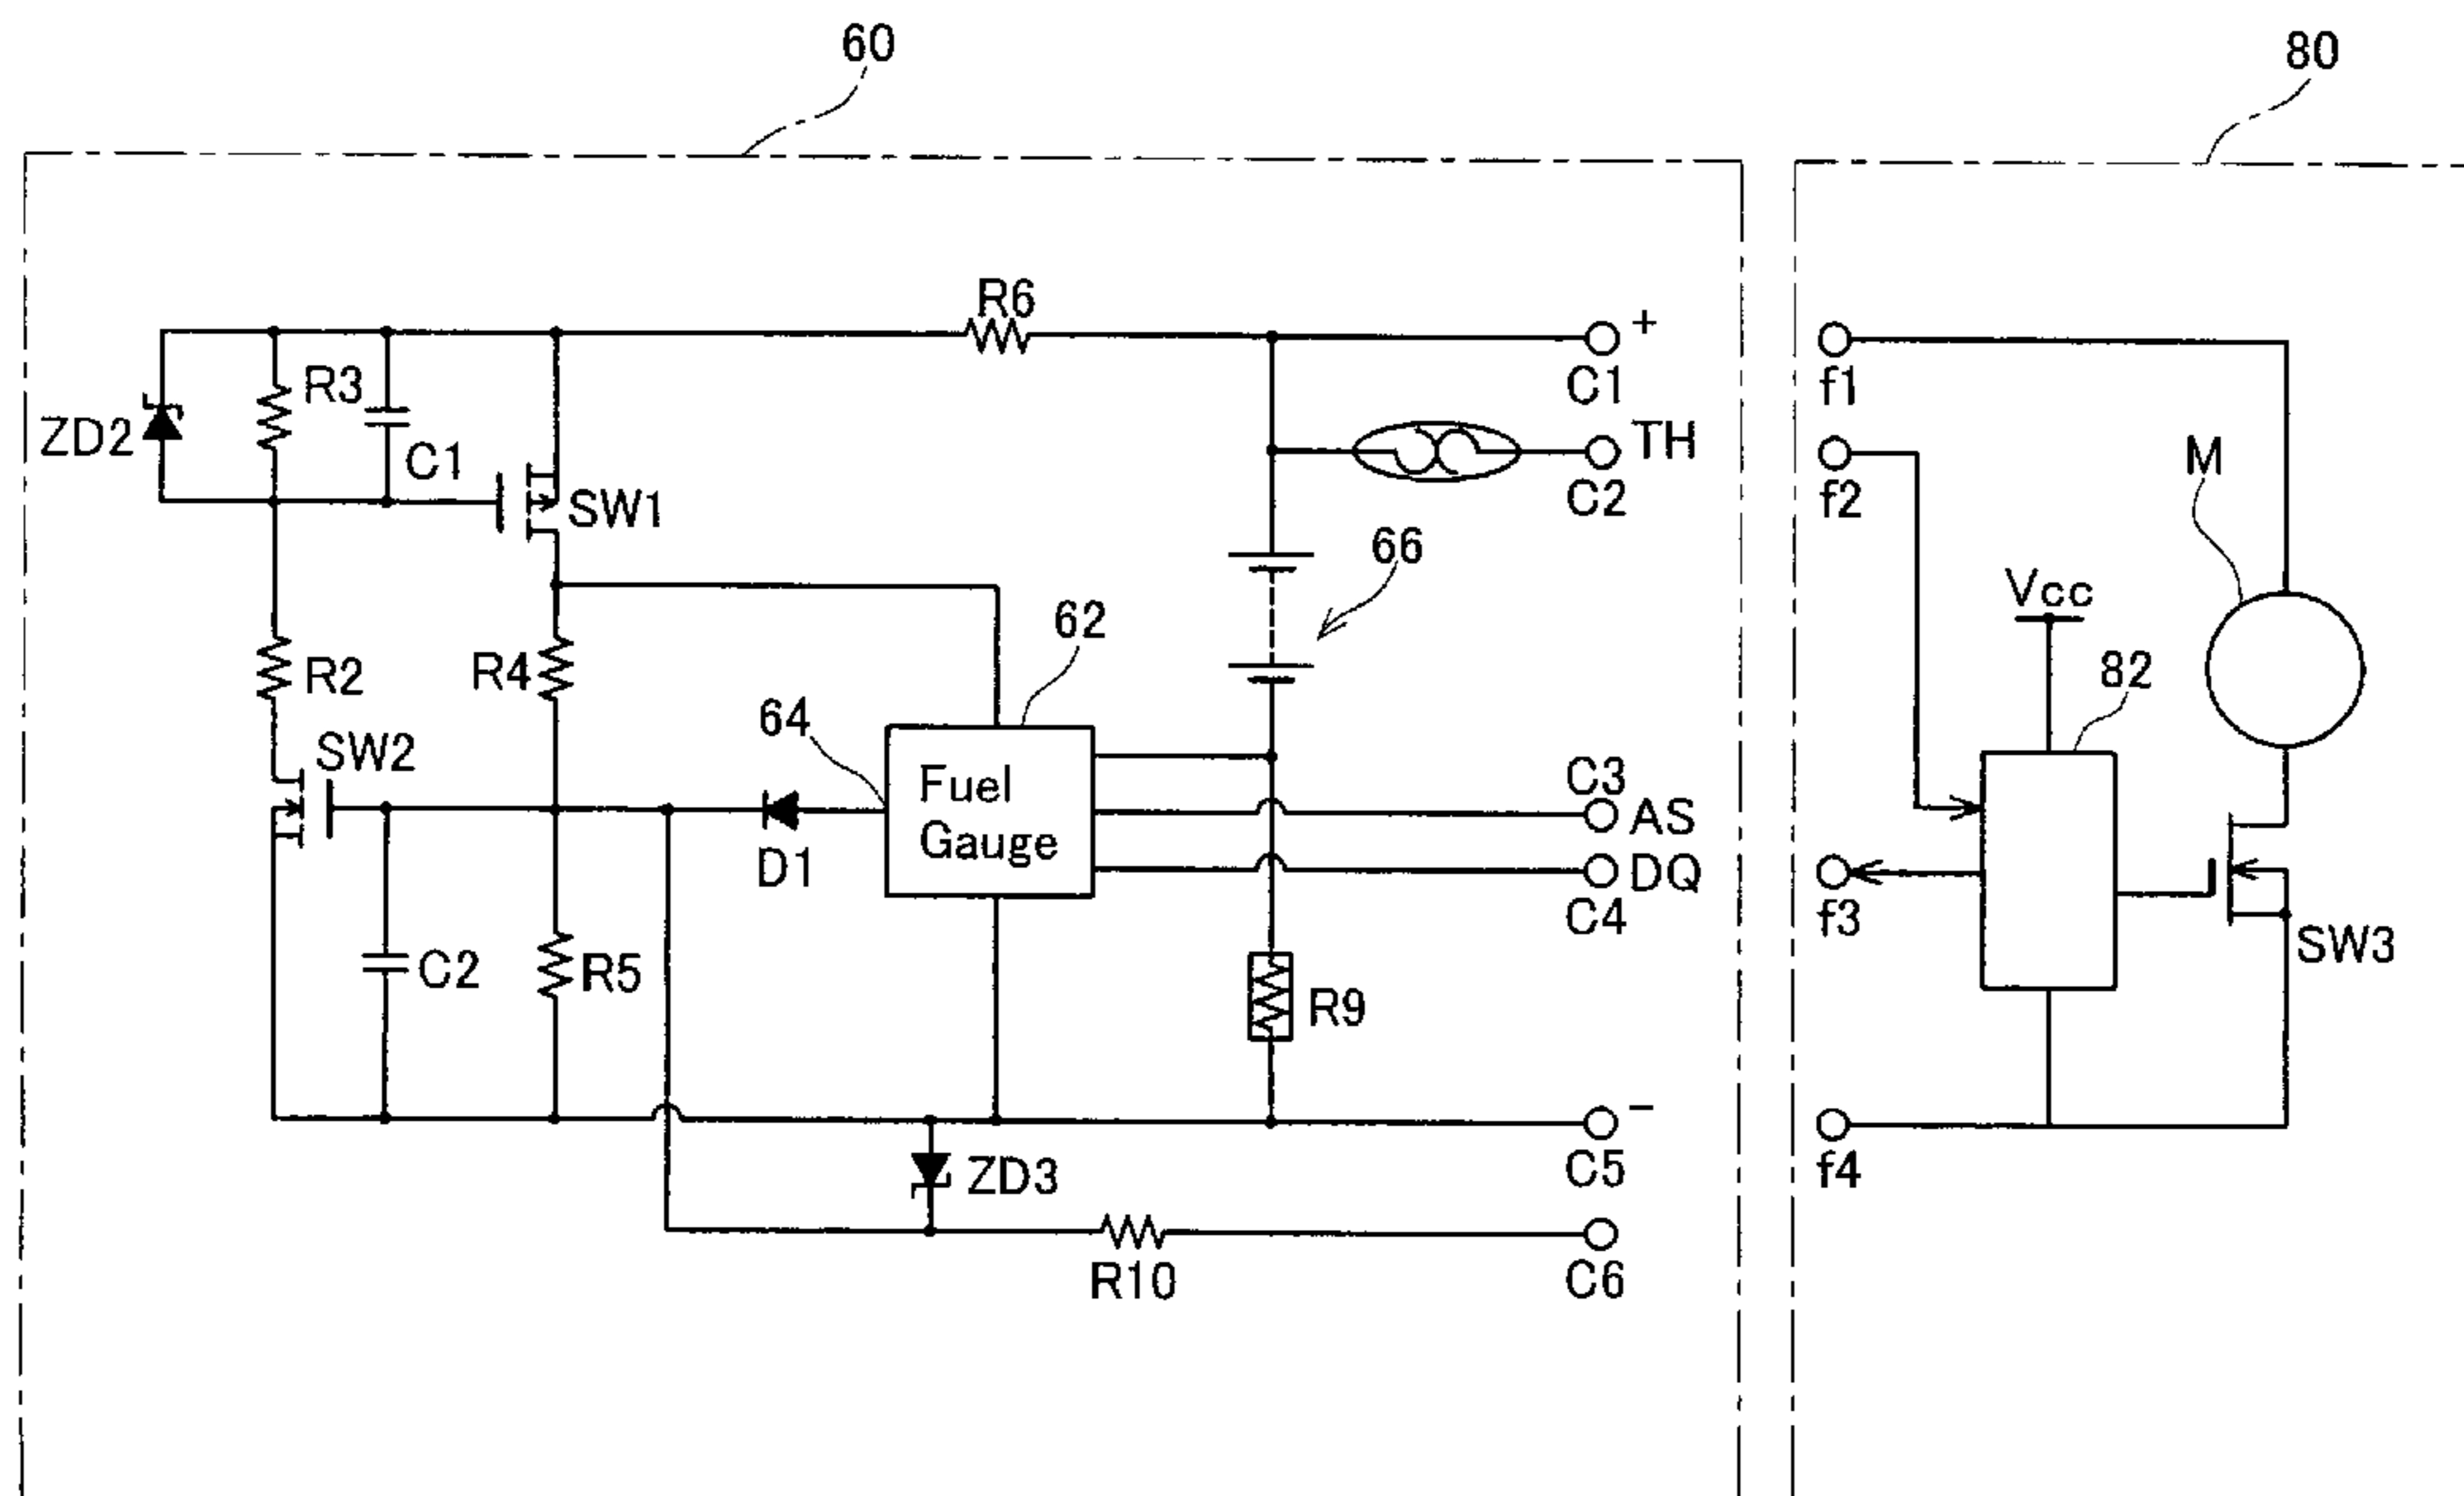 60
80
R6
+
C1
f1
R3
ZD2
C1
TH
C2
f2
M
SW1
66
Vcc
62
R2
R4
82
64
SW2
Fuel
Gauge
C3
AS
D1
DQ
C4
f3
SW3
C2
R5
R9
−
C5
f4
ZD3
R10
C6